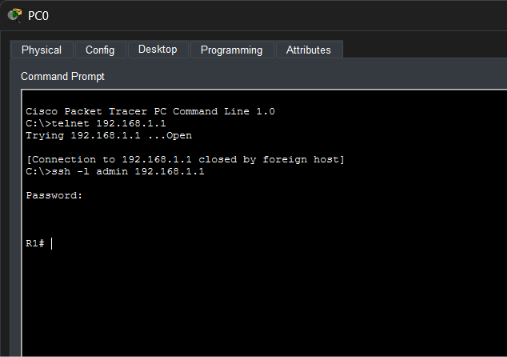 PC0
Physical Config Desktop Programming Attributes
Command Prompt
Cisco Packet Tracer PC Command Line 1.0
C:\>telnet 192.168.1.1
Trying 192.168.1.1 ...Open
[Connection to 192.168.1.1 closed by foreign host]
C:\>ssh -l admin 192.168.1.1
Password:
R1#